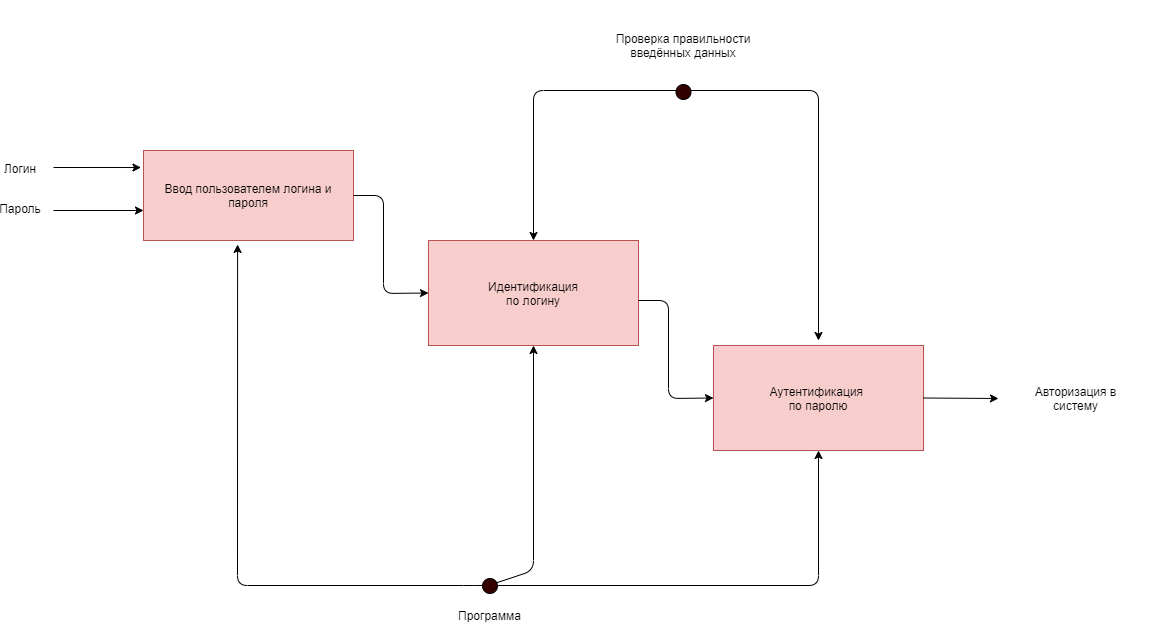 Проверка правильности
введённых данных
Логин
Пароль
Ввод пользователем логина и
пароля
Идентификация
по логину
Аутентификация
по паролю
Авторизация в
систему
Программа